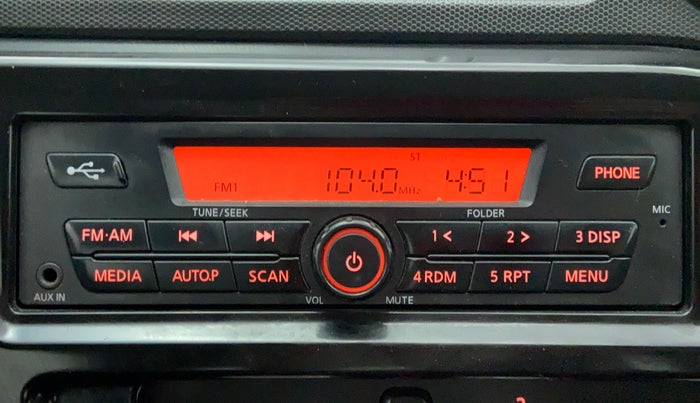 ST
FM1 104.0 MHz 4:51
PHONE
TUNE/SEEK FOLDER MIC
FM·AM 1 < 2 > 3 DISP
MEDIA AUTO.P SCAN 4 RDM 5 RPT MENU
AUX IN VOL MUTE